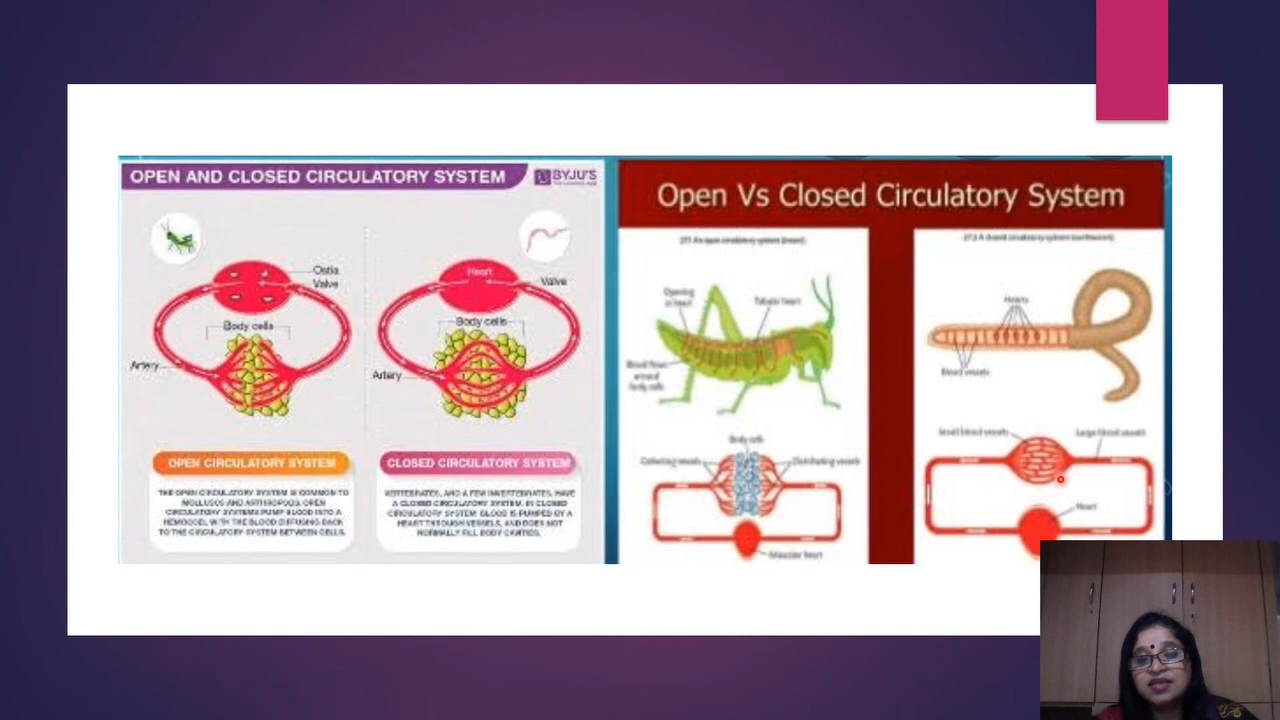 OPEN AND CLOSED CIRCULATORY SYSTEM
BYJU'S
Ostia
Valve
Body cells
Artery
Heart
Valve
Body cells
Artery
OPEN CIRCULATORY SYSTEM
THE OPEN CIRCULATORY SYSTEM IS COMMON TO
MOLLUSCS AND ARTHROPODS. OPEN
CIRCULATORY SYSTEMS PUMP BLOOD INTO A
HEMOCOEL WITH THE BLOOD DIFFUSING BACK
TO THE CIRCULATORY SYSTEM BETWEEN CELLS.
CLOSED CIRCULATORY SYSTEM
VERTEBRATES, AND A FEW INVERTEBRATES, HAVE
A CLOSED CIRCULATORY SYSTEM. IN CLOSED
CIRCULATORY SYSTEM BLOOD IS PUMPED BY A
HEART THROUGH VESSELS, AND DOES NOT
NORMALLY FILL BODY CAVITIES.
Open Vs Closed Circulatory System
Opening
Tubular heart
Blood flows
around
body cells
Body cells
Collecting vessels
Distributing vessels
Muscular heart
Hearts
Blood vessels
Small blood vessels
Large blood vessels
Heart